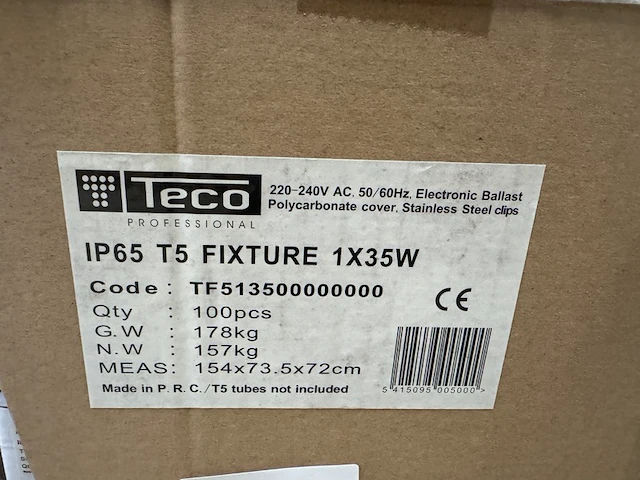 Teco
PROFESSIONAL
220-240V AC. 50/60Hz, Electronic Ballast
Polycarbonate cover, Stainless Steel clips
IP65 T5 FIXTURE 1X35W
Code : TF513500000000
Qty : 100pcs
G.W : 178kg
N.W : 157kg
MEAS: 154x73.5x72cm
Made in P. R. C./T5 tubes not included
CE
5 415095 005000>